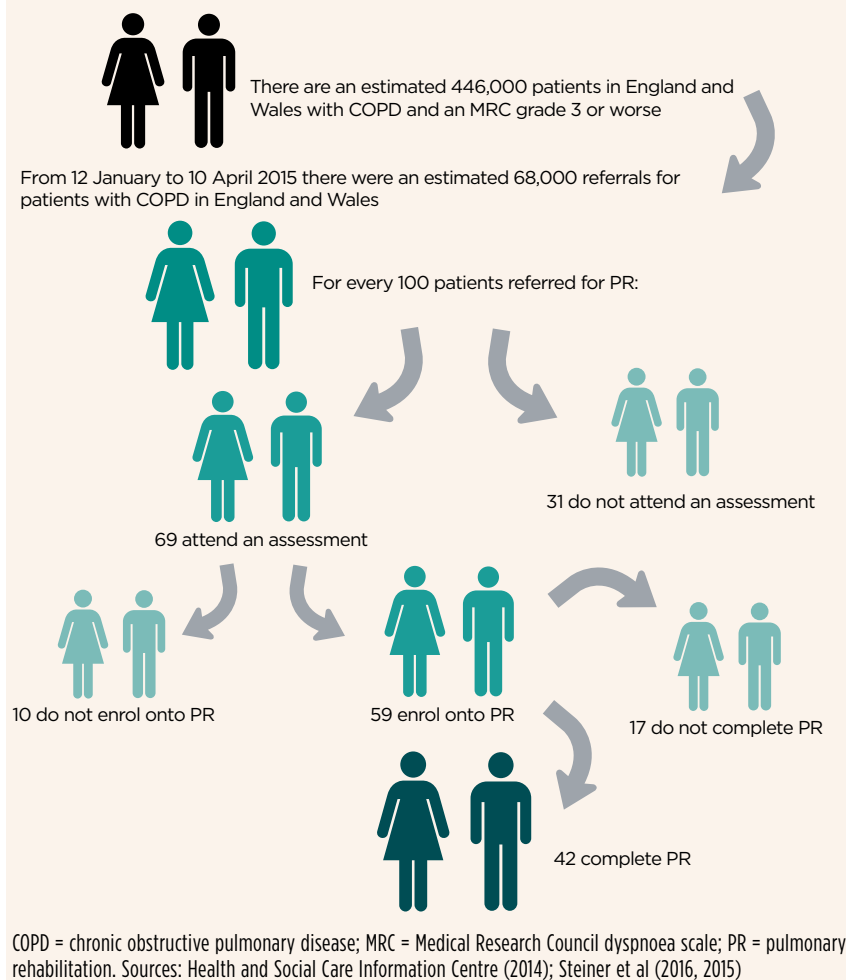 There are an estimated 446,000 patients in England and
Wales with COPD and an MRC grade 3 or worse
From 12 January to 10 April 2015 there were an estimated 68,000 referrals for
patients with COPD in England and Wales
For every 100 patients referred for PR:
31 do not attend an assessment
69 attend an assessment
10 do not enrol onto PR
59 enrol onto PR
17 do not complete PR
42 complete PR
COPD = chronic obstructive pulmonary disease; MRC = Medical Research Council dyspnoea scale; PR = pulmonary
rehabilitation. Sources: Health and Social Care Information Centre (2014); Steiner et al (2016, 2015)